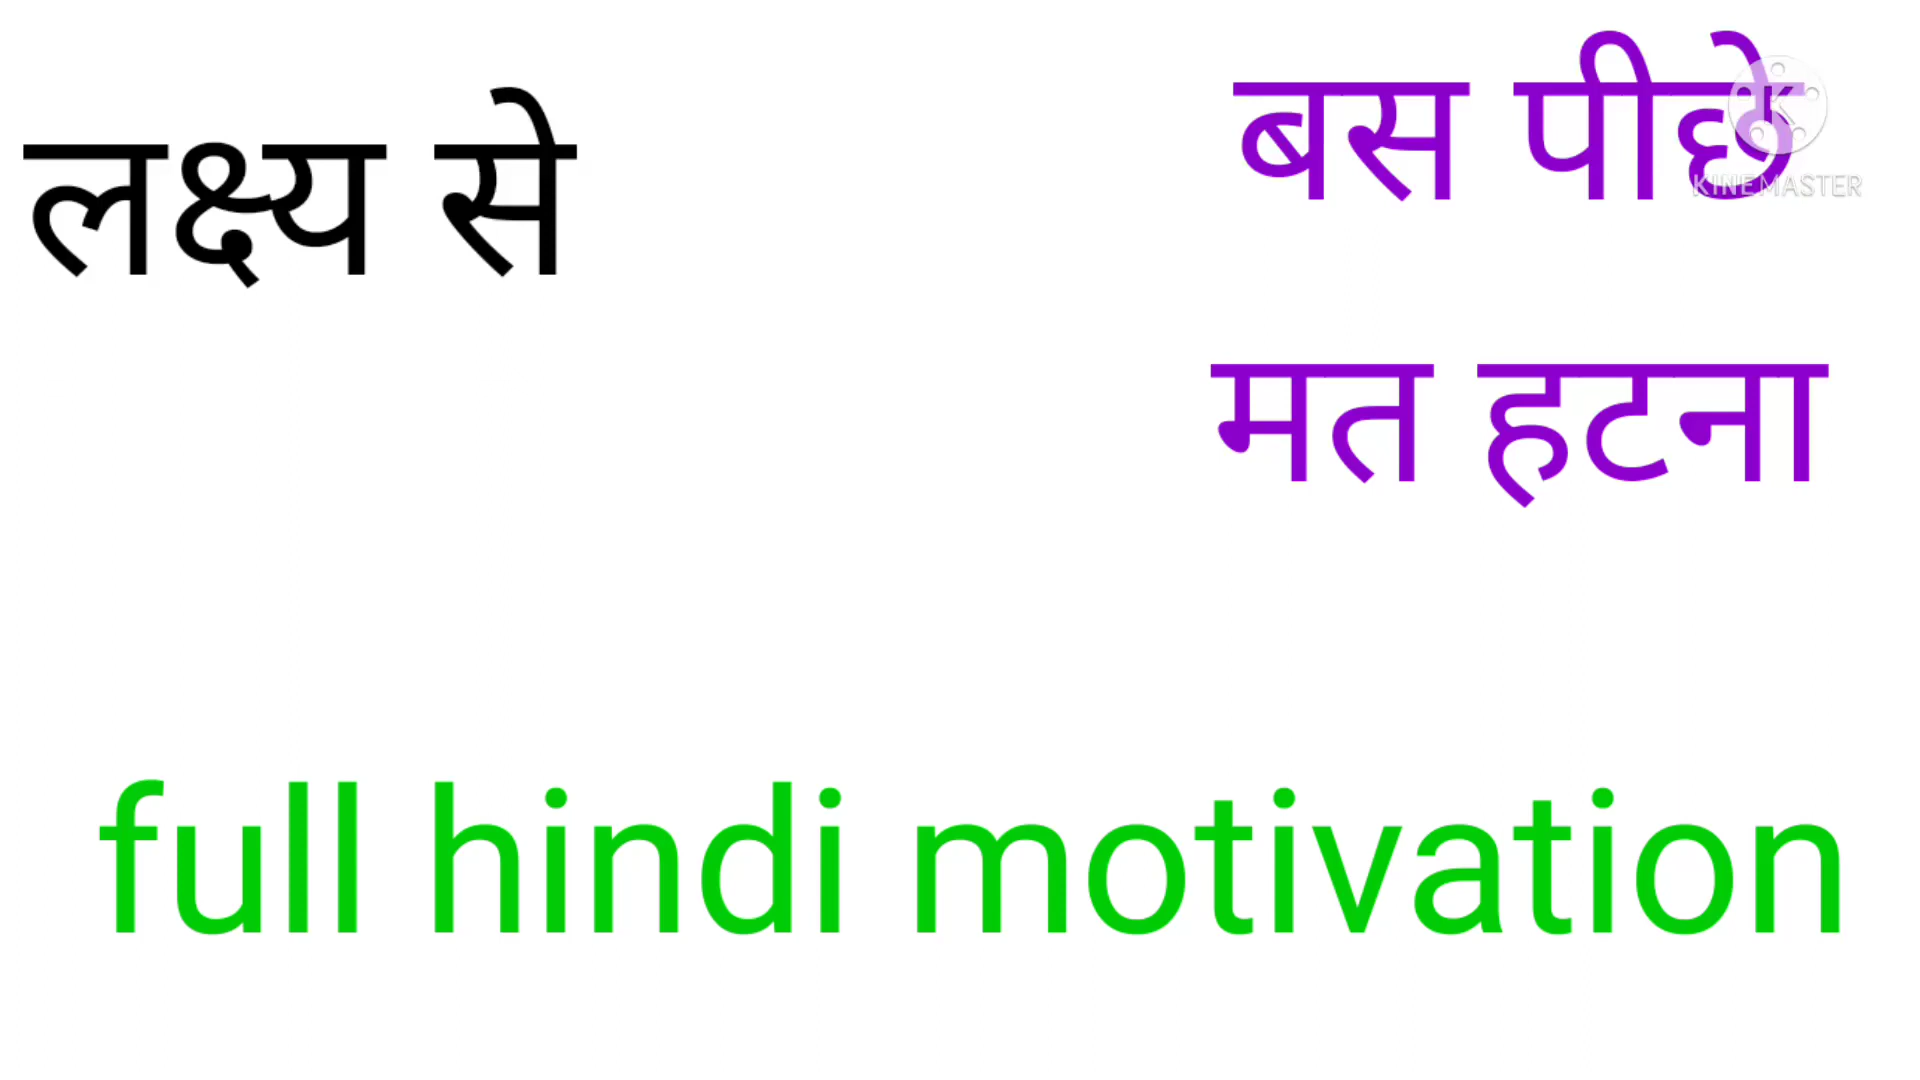 लक्ष्य से
बस पीछे
KINEMASTER
मत हटना
full hindi motivation